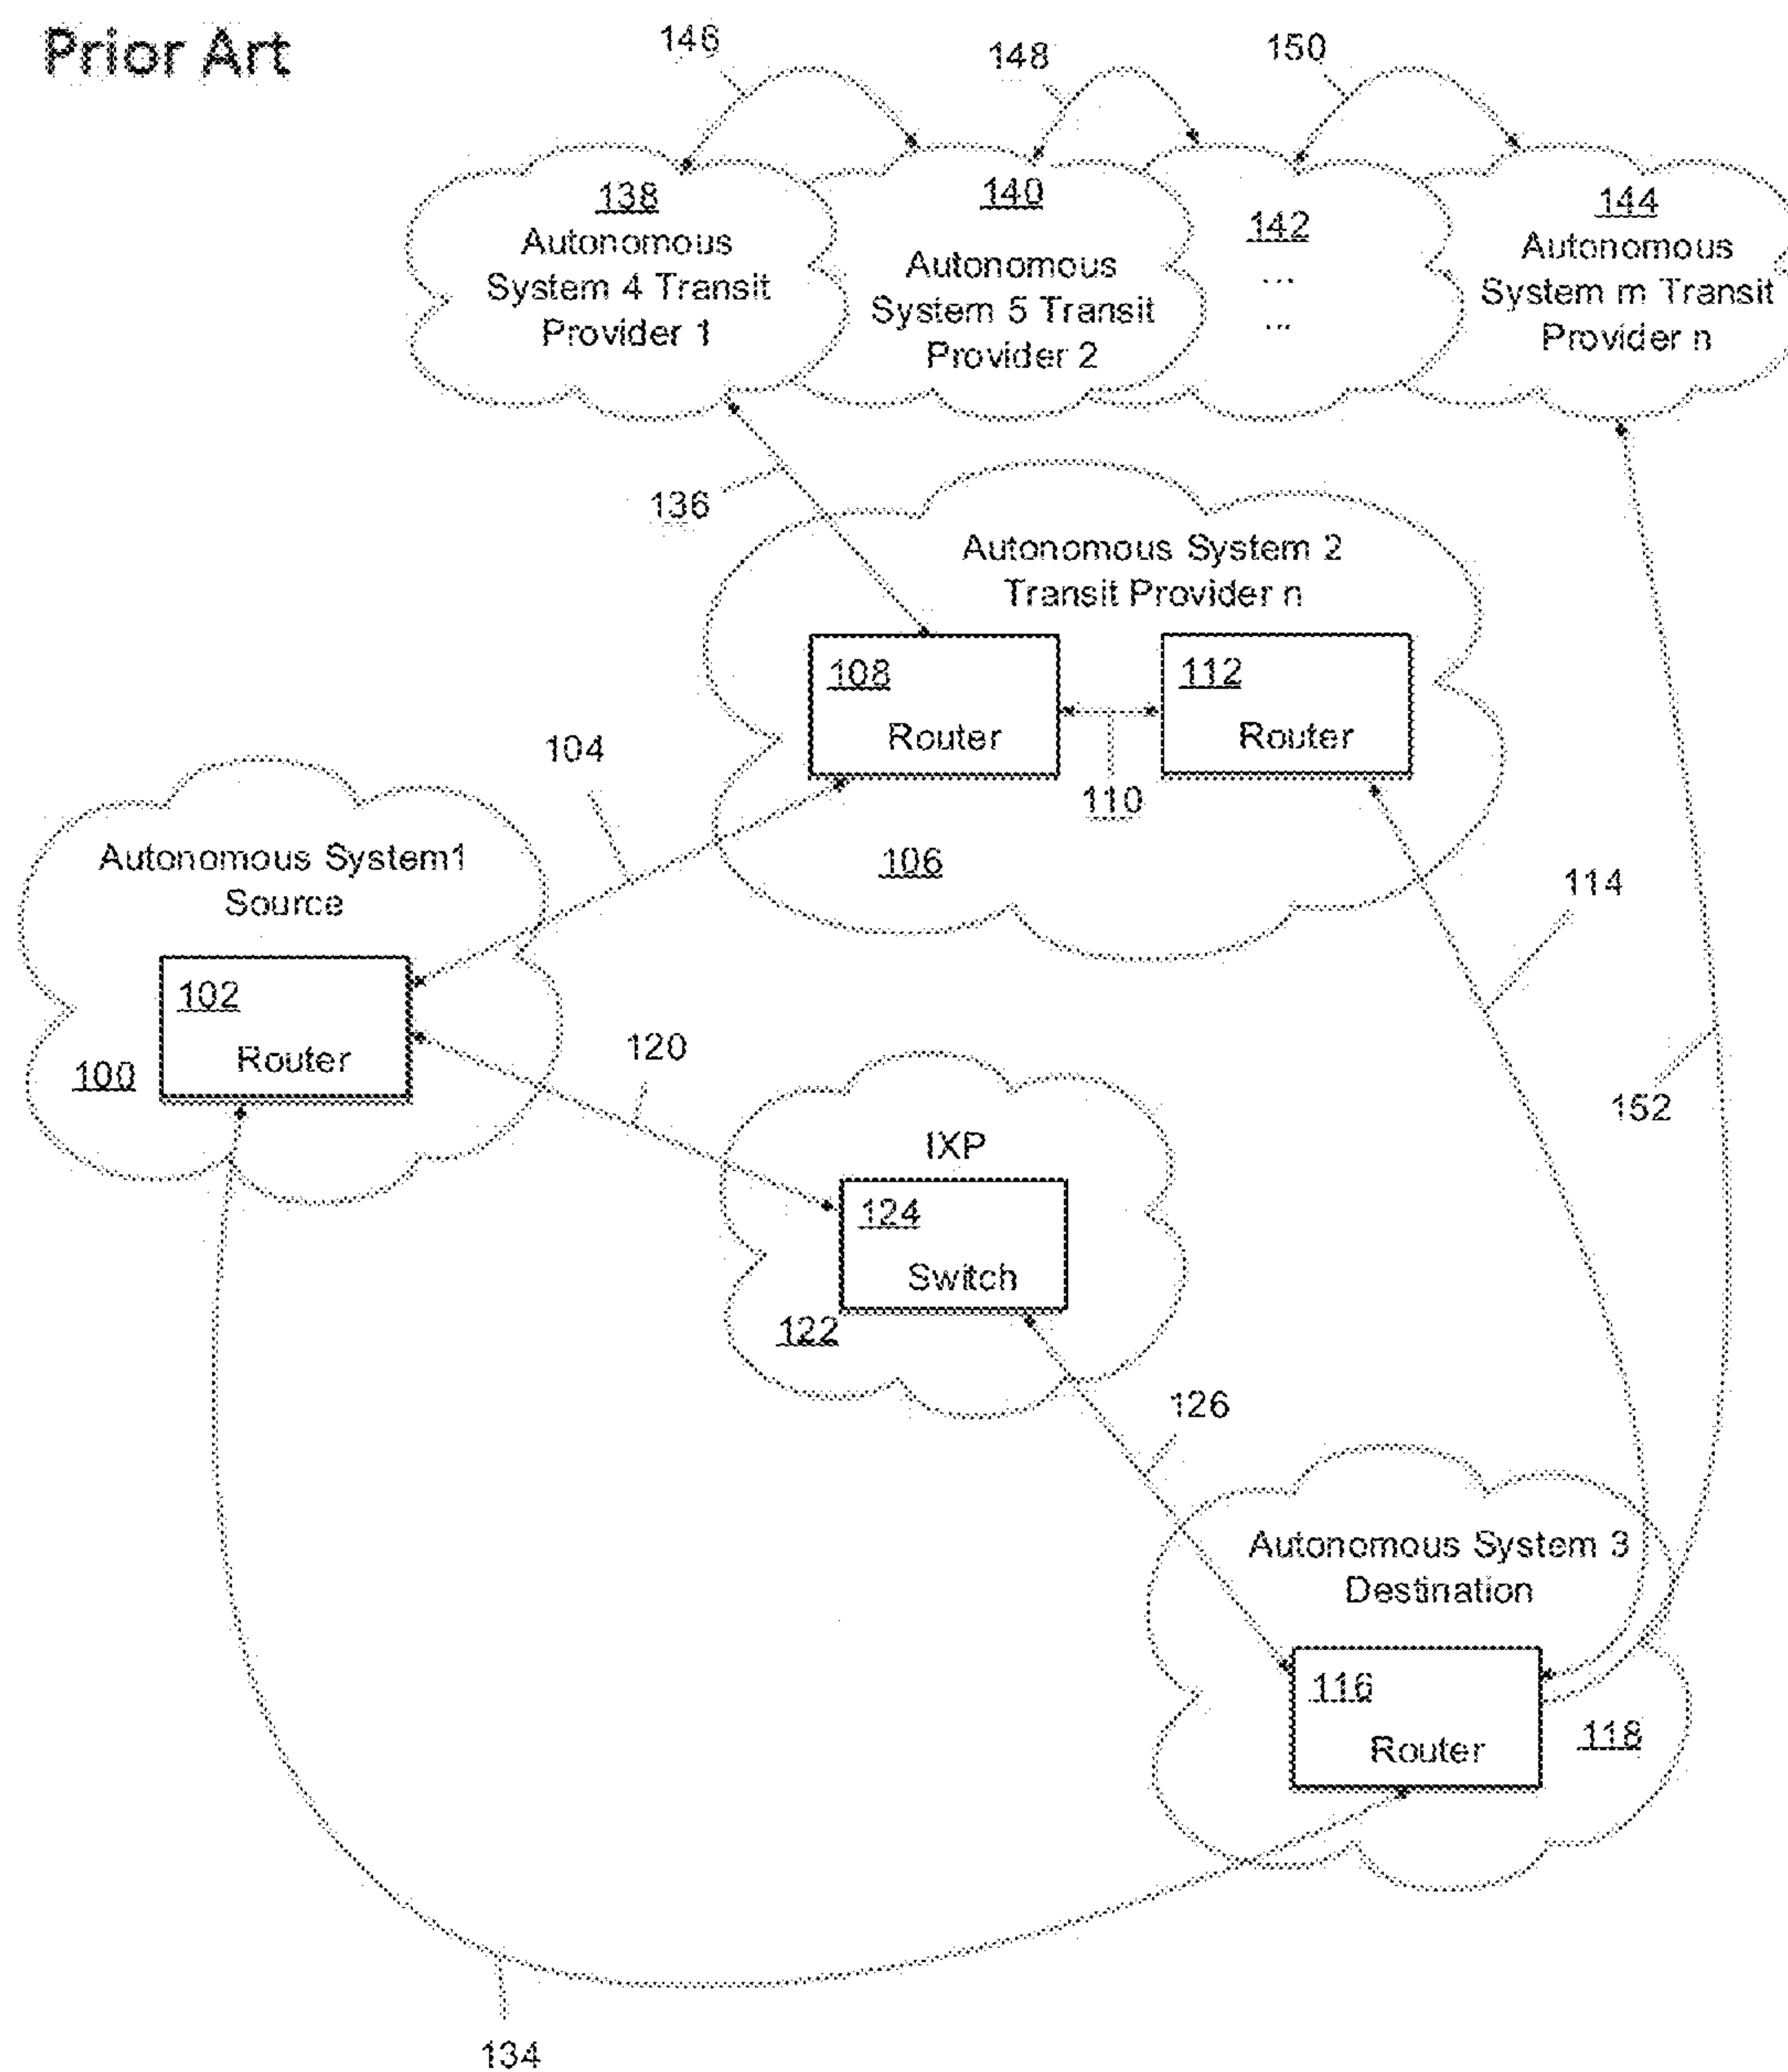 Prior Art
146
148
150
138
Autonomous
System 4 Transit
Provider 1
140
Autonomous
System 5 Transit
Provider 2
142
...
...
144
Autonomous
System m Transit
Provider n
136
Autonomous System 2
Transit Provider n
108
Router
112
Router
110
106
104
Autonomous System1
Source
102
Router
100
114
152
120
IXP
124
Switch
122
126
Autonomous System 3
Destination
116
Router
118
134